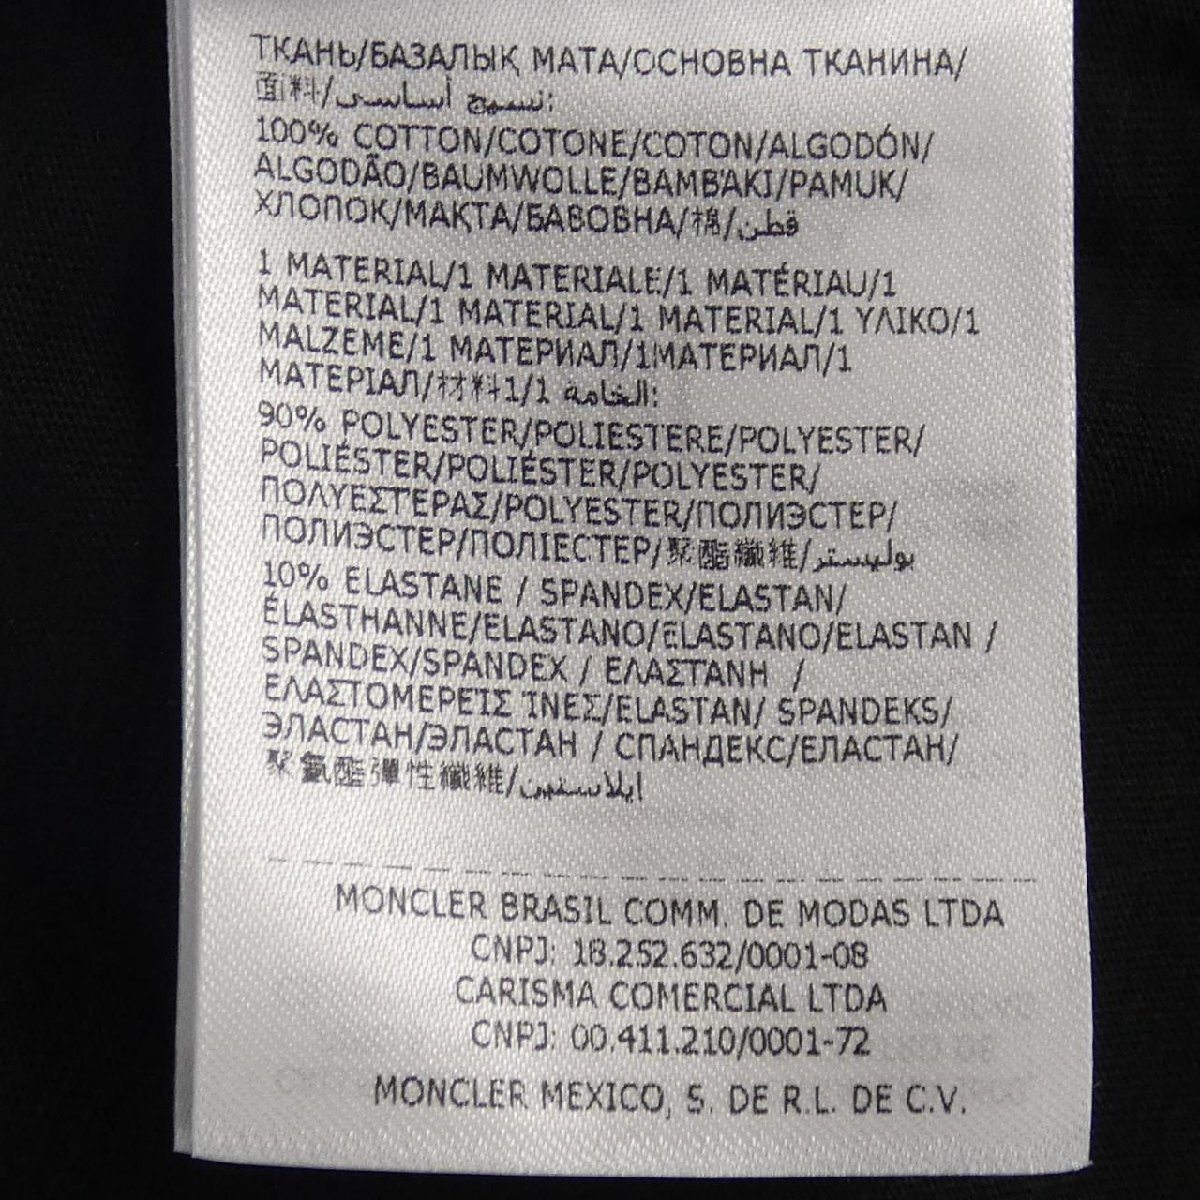 ТКАНЬ/БАЗАЛЫҚ МАТА/ОСНОВНА ТКАНИНА/
面料/نسيج أساسي:
100% COTTON/COTONE/COTON/ALGODÓN/
ALGODÃO/BAUMWOLLE/ΒΑΜΒΆΚΙ/PAMUK/
ХЛОПОК/МАҚТА/БАВОВНА/棉/قطن
1 MATERIAL/1 MATERIALE/1 MATÉRIAU/1
MATERIAL/1 MATERIAL/1 MATERIAL/1 ΥΛΙΚΟ/1
MALZEME/1 МАТЕРИАЛ/1МАТЕРИАЛ/1
МАТЕРІАЛ/材料1/1 الخامة:
90% POLYESTER/POLIESTERE/POLYESTER/
POLIÉSTER/POLIÉSTER/POLYESTER/
ΠΟΛΥΕΣΤΕΡΑΣ/POLYESTER/ПОЛИЭСТЕР/
ПОЛИЭСТЕР/ПОЛІЕСТЕР/聚酯纖維/بوليستر
10% ELASTANE / SPANDEX/ELASTAN/
ÉLASTHANNE/ELASTANO/ELASTANO/ELASTAN /
SPANDEX/SPANDEX / ΕΛΑΣΤΆΝΗ /
ΕΛΑΣΤΟΜΕΡΕΊΣ ΊΝΕΣ/ELASTAN/ SPANDEKS/
ЭЛАСТАН/ЭЛАСТАН / СПАНДЕКС/ЕЛАСТАН/
聚氨酯彈性纖維/ايلاستين
MONCLER BRASIL COMM. DE MODAS LTDA
CNPJ: 18.252.632/0001-08
CARISMA COMERCIAL LTDA
CNPJ: 00.411.210/0001-72
MONCLER MEXICO, S. DE R.L. DE C.V.